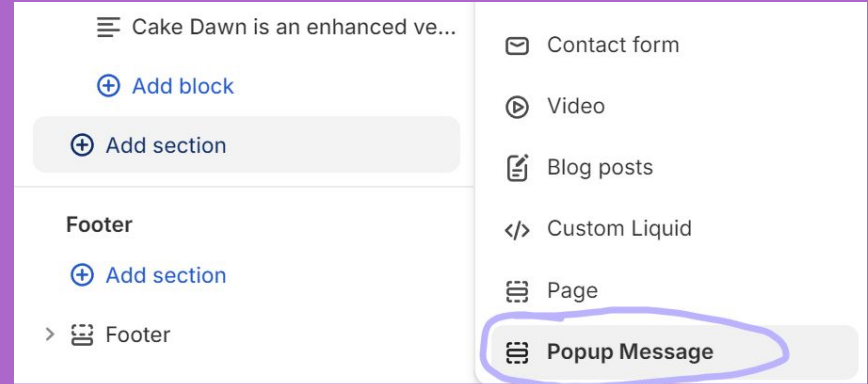 Cake Dawn is an enhanced ve...
Add block
Add section
Footer
Add section
Footer
Contact form
Video
Blog posts
Custom Liquid
Page
Popup Message